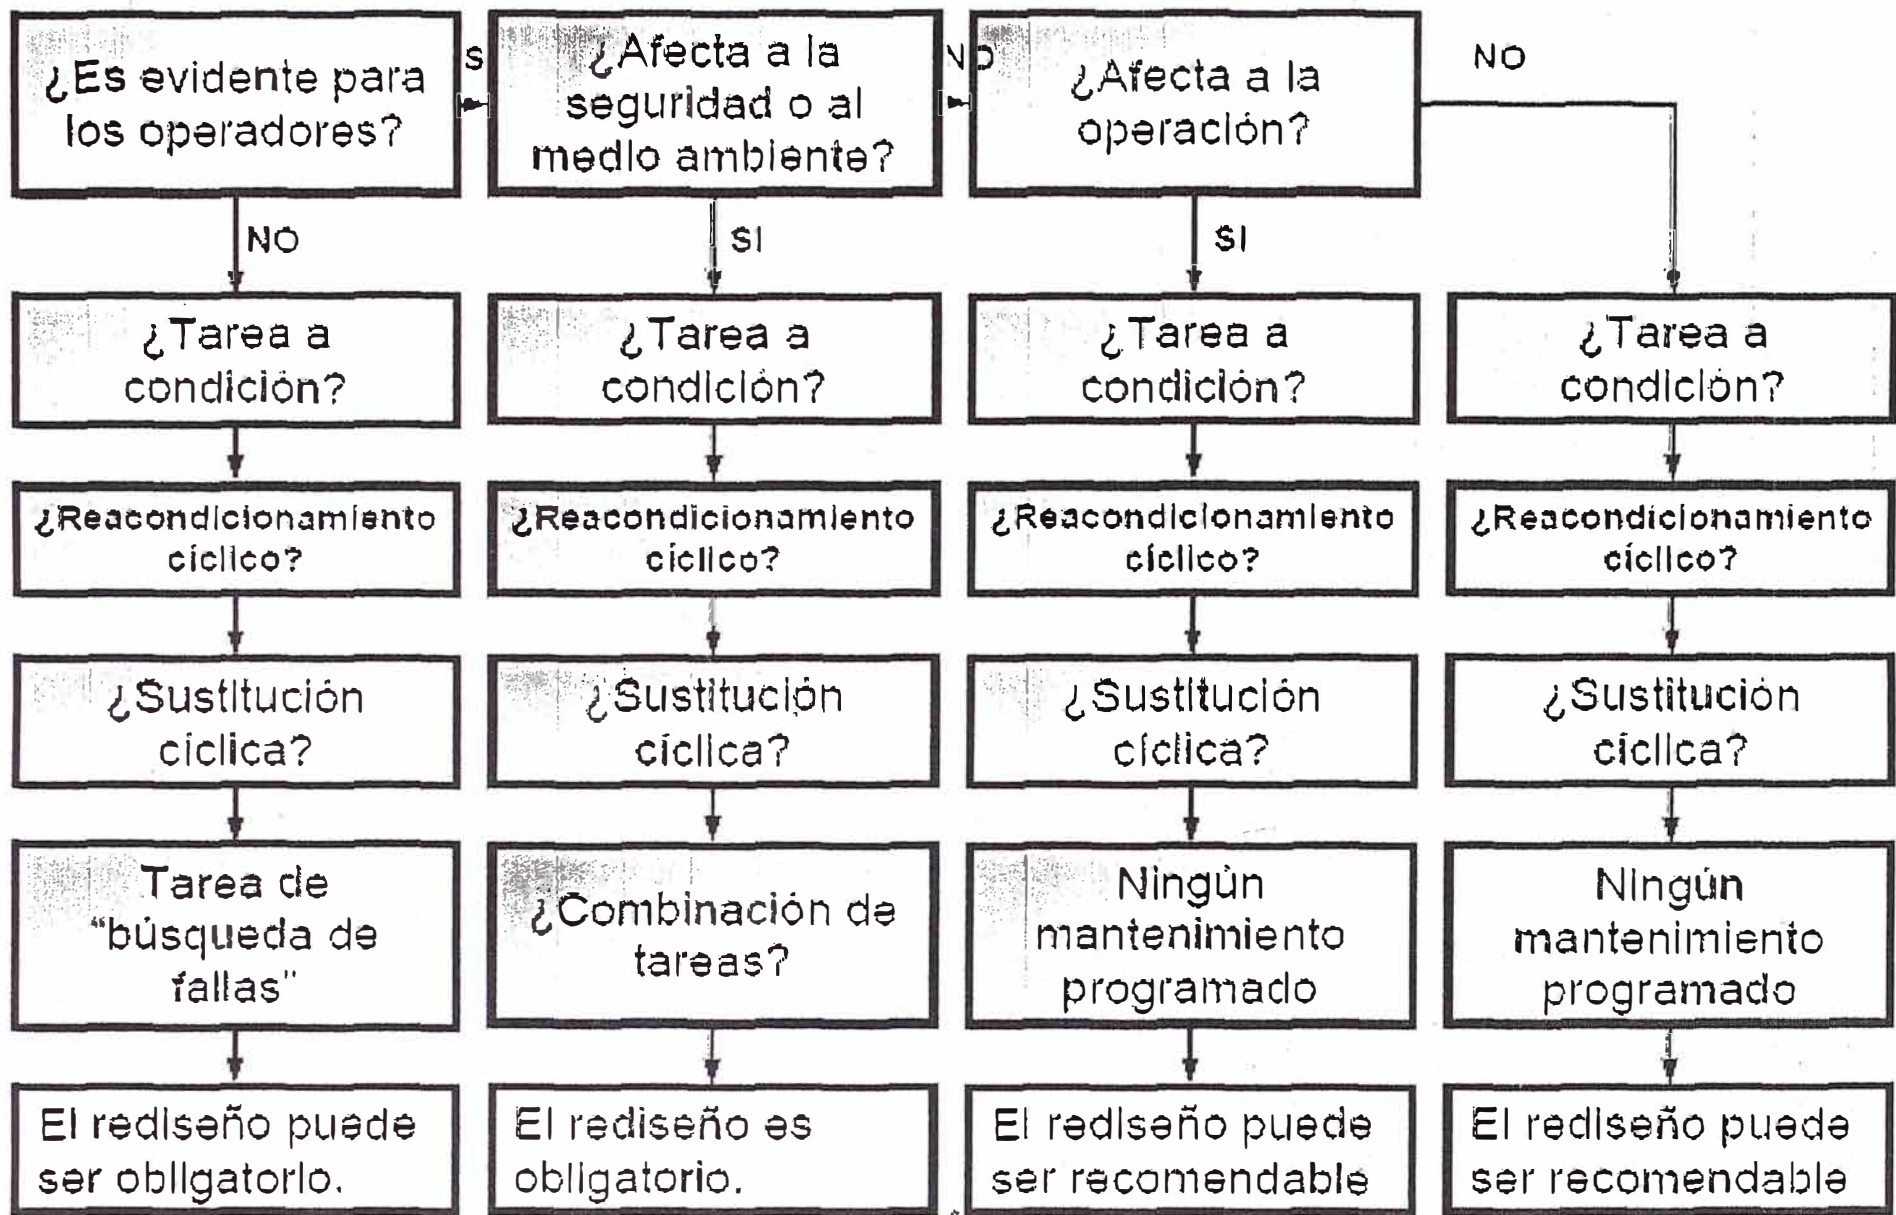 ¿Es evidente para
los operadores?
S
¿Afecta a la
seguridad o al
medio ambiente?
NO
¿Afecta a la
operación?
NO
NO
SI
SI
¿Tarea a
condición?
¿Tarea a
condición?
¿Tarea a
condición?
¿Tarea a
condición?
¿Reacondicionamiento
cíclico?
¿Reacondicionamiento
cíclico?
¿Reacondicionamiento
cíclico?
¿Reacondicionamiento
cíclico?
¿Sustitución
cíclica?
¿Sustitución
cíclica?
¿Sustitución
cíclica?
¿Sustitución
cíclica?
Tarea de
“búsqueda de
fallas”
¿Combinación de
tareas?
Ningún
mantenimiento
programado
Ningún
mantenimiento
programado
El rediseño puede
ser obligatorio.
El rediseño es
obligatorio.
El rediseño puede
ser recomendable
El rediseño puede
ser recomendable